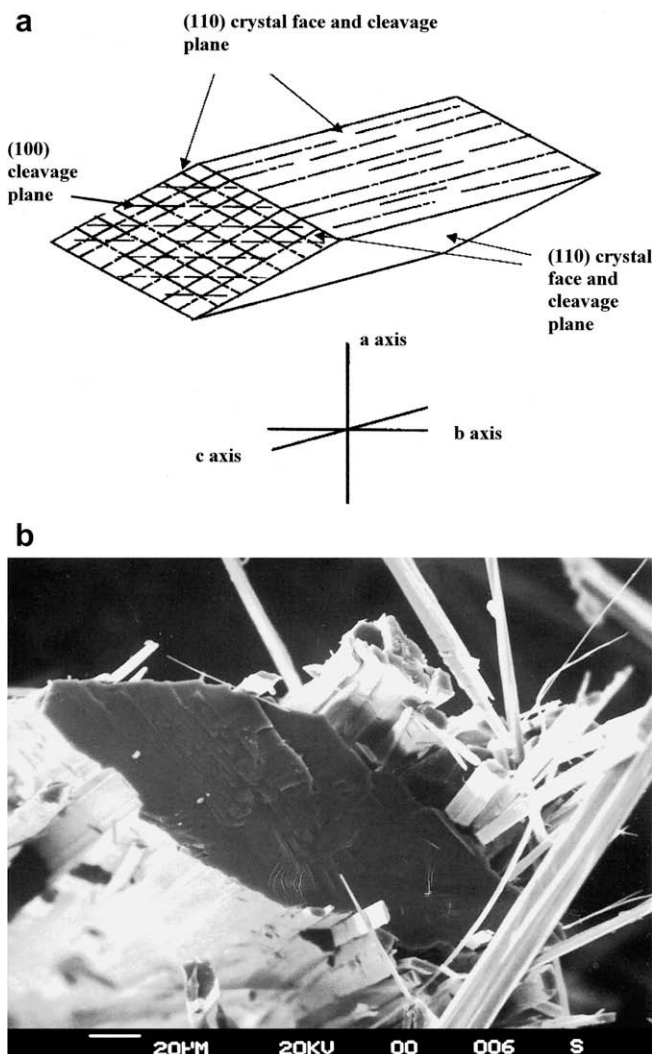 a
(110) crystal face and cleavage
plane
(100)
cleavage
plane
(110) crystal
face and
cleavage
plane
a axis
b axis
c axis
b
20µM 20KV 00 006 S